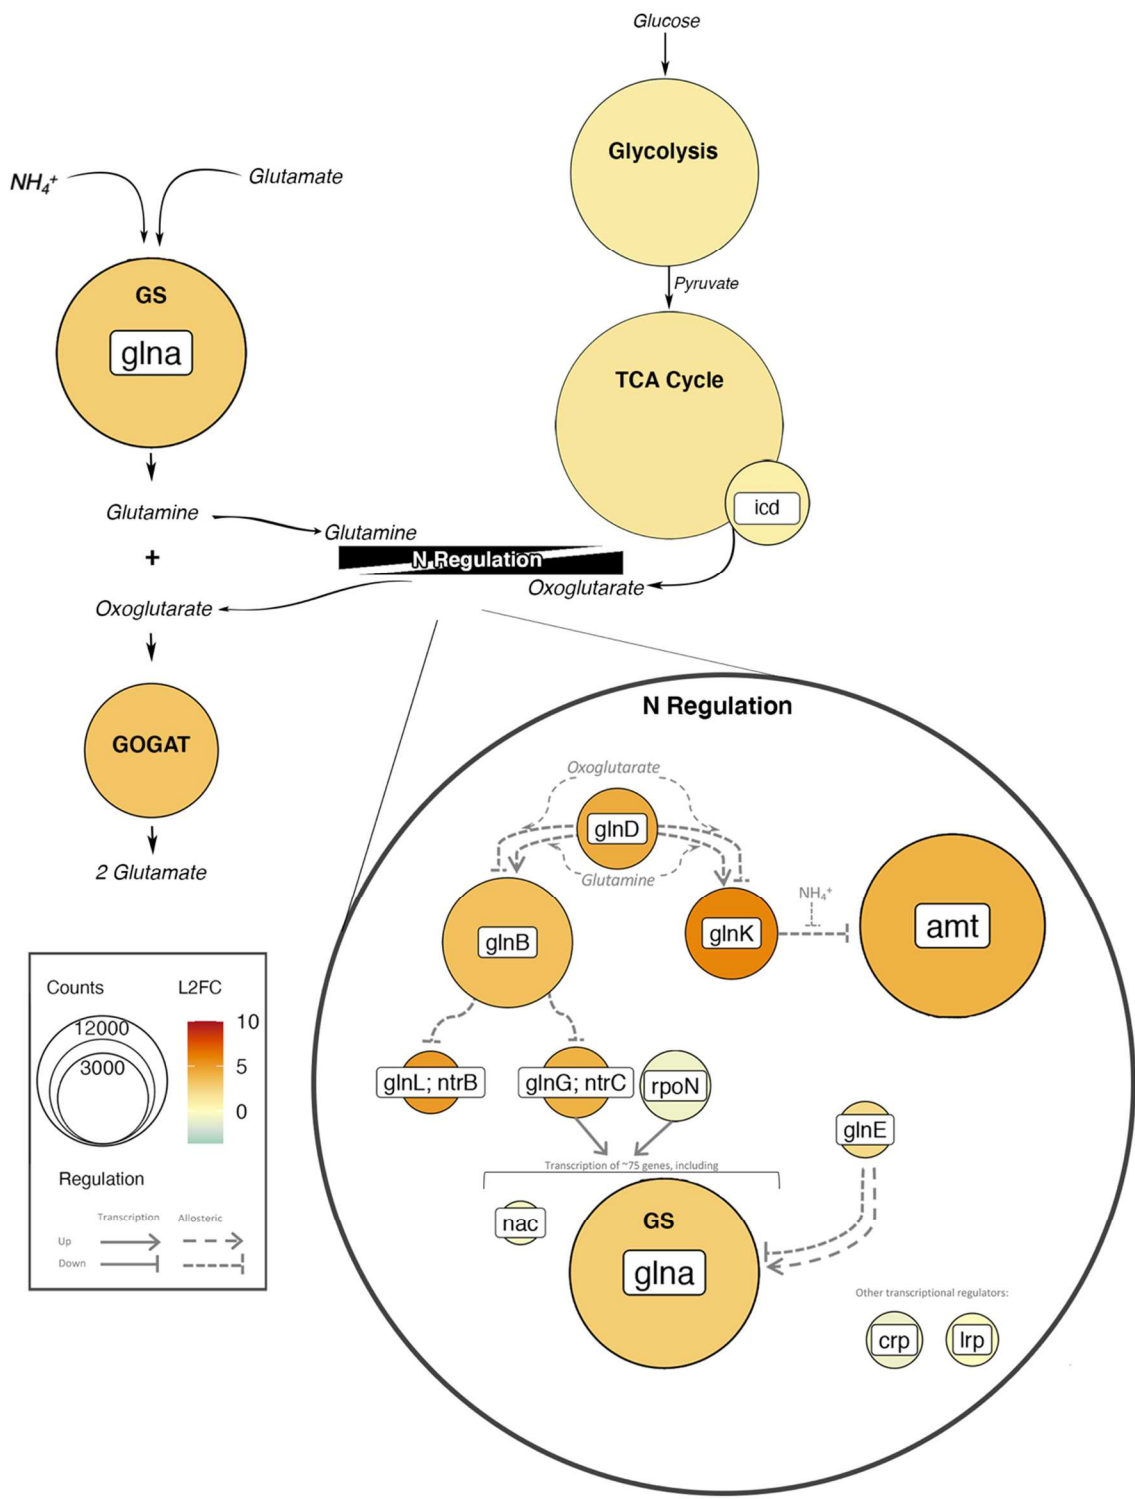 Glucose
Glycolysis
NH4+
Glutamate
Pyruvate
GS
glna
TCA Cycle
icd
Glutamine
Glutamine
+
N Regulation
Oxoglutarate
Oxoglutarate
GOGAT
2 Glutamate
N Regulation
Oxoglutarate
glnD
Glutamine
NH4+
glnB
glnK
amt
glnL; ntrB
glnG; ntrC
rpoN
glnE
Transcription of ~75 genes, including
nac
GS
glna
Other transcriptional regulators:
crp
lrp
Counts
L2FC
12000
3000
10
5
0
Regulation
Transcription
Allosteric
Up
Down